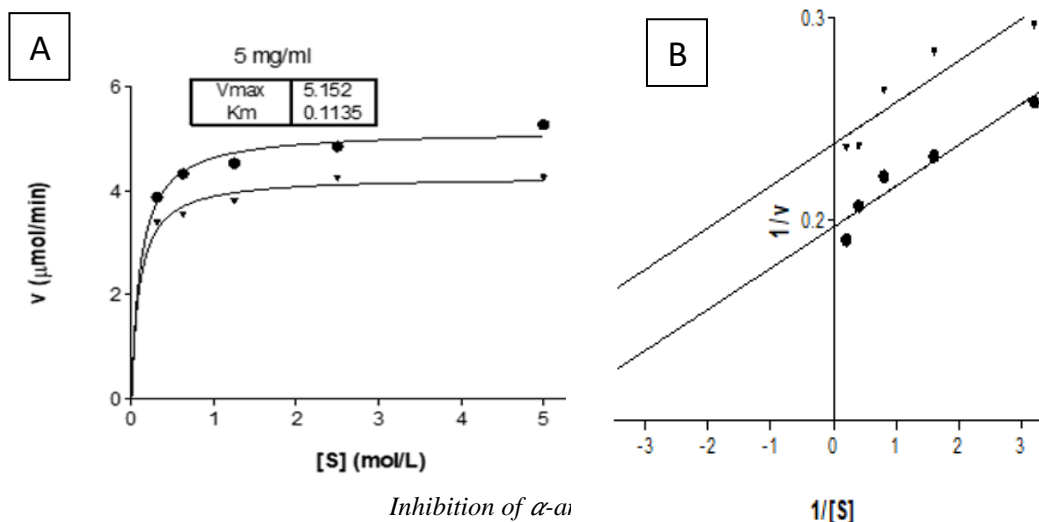 A
5 mg/ml
Vmax 5.152
Km 0.1135
6
4
2
0
v (μmol/min)
0 1 2 3 4 5
[S] (mol/L)
B
0.3
0.2
1/v
-3 -2 -1 0 1 2 3
1/[S]
Inhibition of